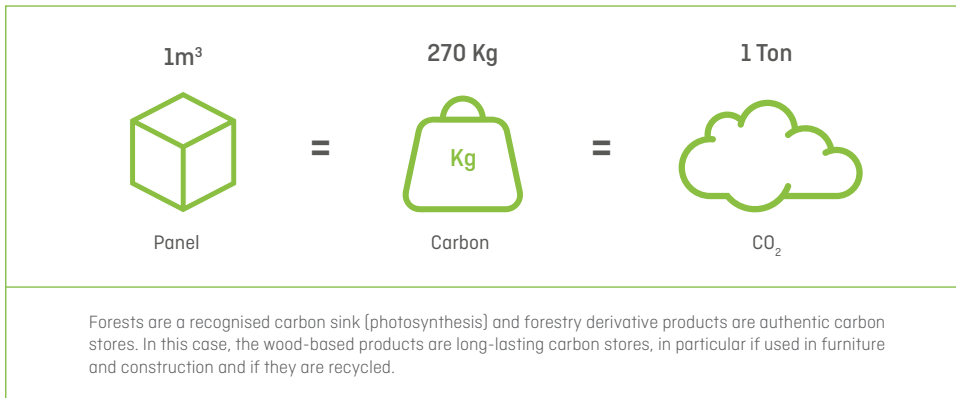 1m³ 270 Kg 1 Ton
= Kg =
Panel Carbon CO₂
Forests are a recognised carbon sink (photosynthesis) and forestry derivative products are authentic carbon
stores. In this case, the wood-based products are long-lasting carbon stores, in particular if used in furniture
and construction and if they are recycled.